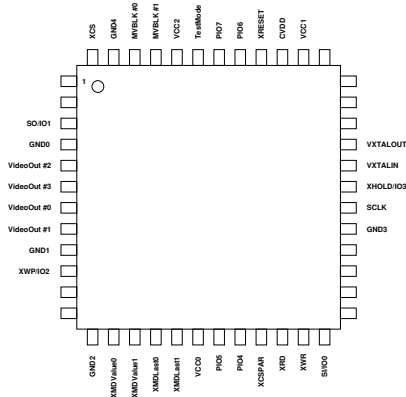 XCS
GND4
MVBLK #0
MVBLK #1
VCC2
TestMode
PIO7
PIO6
XRESET
CVDD
VCC1
1
SO/IO1
GND0
VideoOut #2
VideoOut #3
VideoOut #0
VideoOut #1
GND1
XWP/IO2
VXTALOUT
VXTALIN
XHOLD/IO3
SCLK
GND3
GND2
XMDValue0
XMDValue1
XMDLast0
XMDLast1
VCC0
PIO5
PIO4
XCSPAR
XRD
XWR
SI/IO0